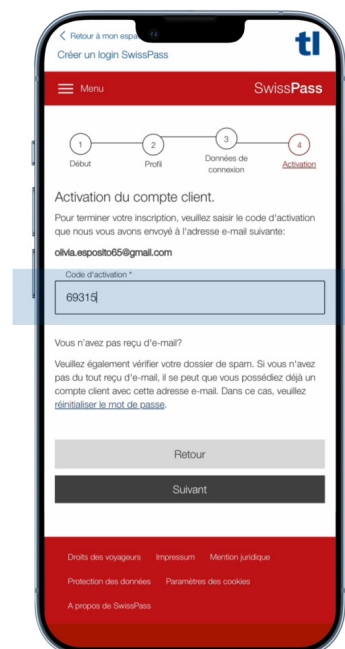 Retour à mon espa
tl
Créer un login SwissPass
Menu
SwissPass
1
2
3
4
Début
Profil
Données de
connexion
Activation
Activation du compte client.
Pour terminer votre inscription, veuillez saisir le code d'activation
que nous vous avons envoyé à l'adresse e-mail suivante:
olivia.esposito65@gmail.com
Code d'activation *
69315
Vous n'avez pas reçu d'e-mail?
Veuillez également vérifier votre dossier de spam. Si vous n'avez
pas du tout reçu d'e-mail, il se peut que vous possédiez déjà un
compte client avec cette adresse e-mail. Dans ce cas, veuillez
réinitialiser le mot de passe.
Retour
Suivant
Droits des voyageurs Impressum Mention juridique
Protection des données Paramètres des cookies
A propos de SwissPass